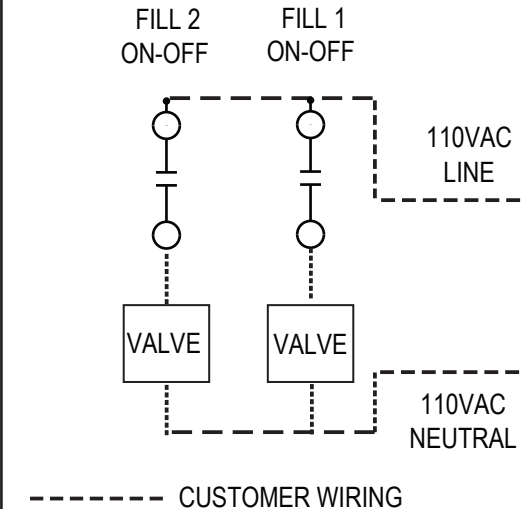 FILL 2
ON-OFF
FILL 1
ON-OFF
110VAC
LINE
VALVE
VALVE
110VAC
NEUTRAL
CUSTOMER WIRING